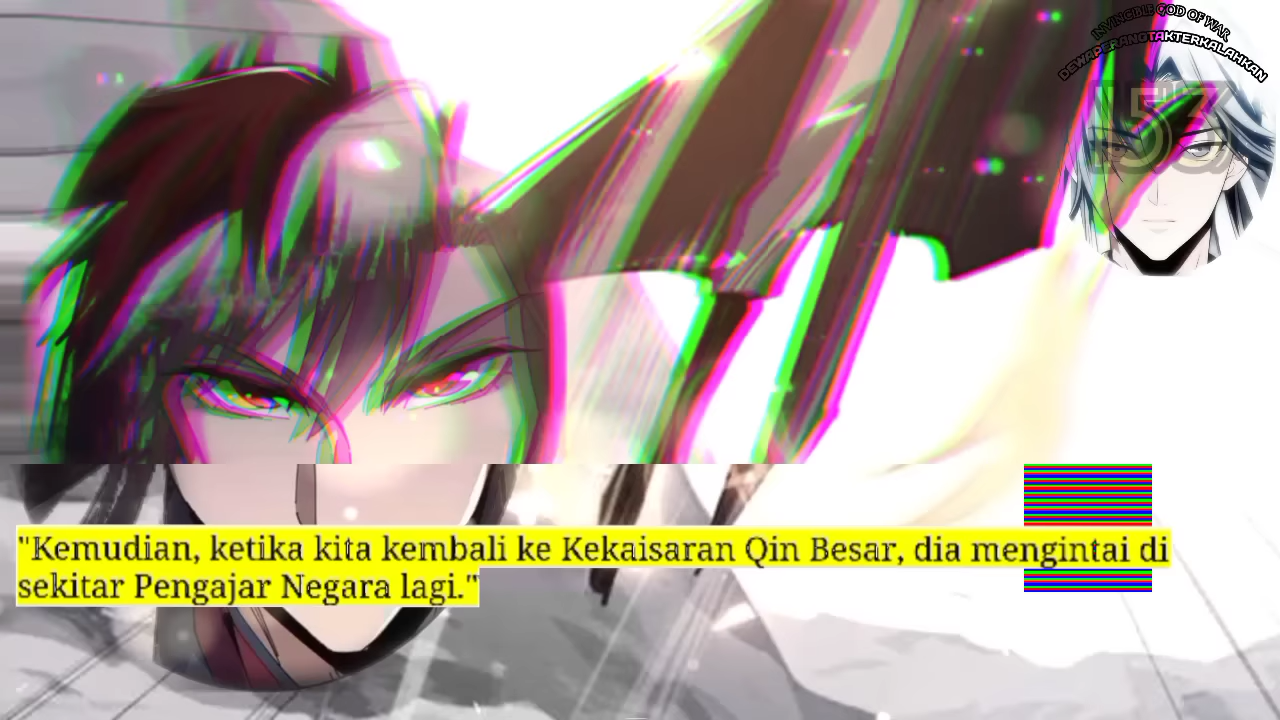 INVINCIBLE GOD OF WAR
DEWAPERANGTAKTERKALAHKAN
153
"Kemudian, ketika kita kembali ke Kekaisaran Qin Besar, dia mengintai di
sekitar Pengajar Negara lagi."